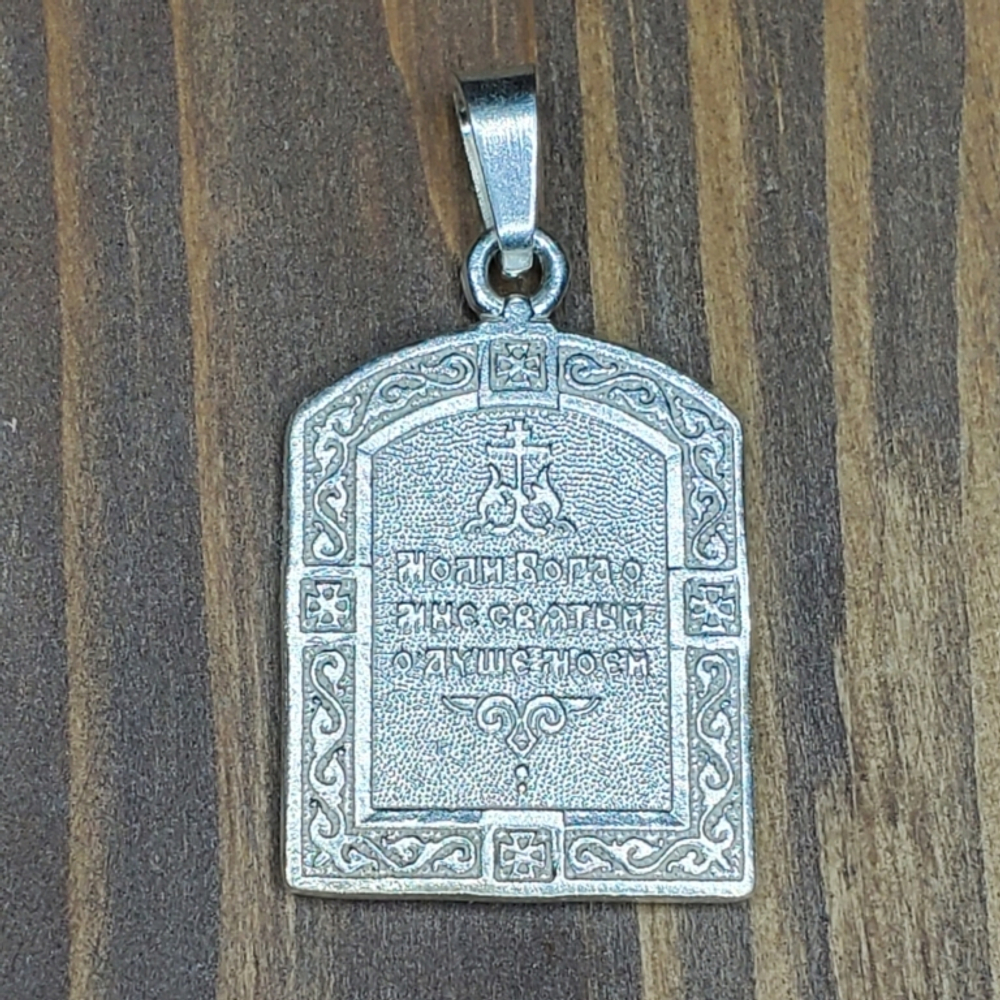 Моли Бога о
мне святый
о душе моей